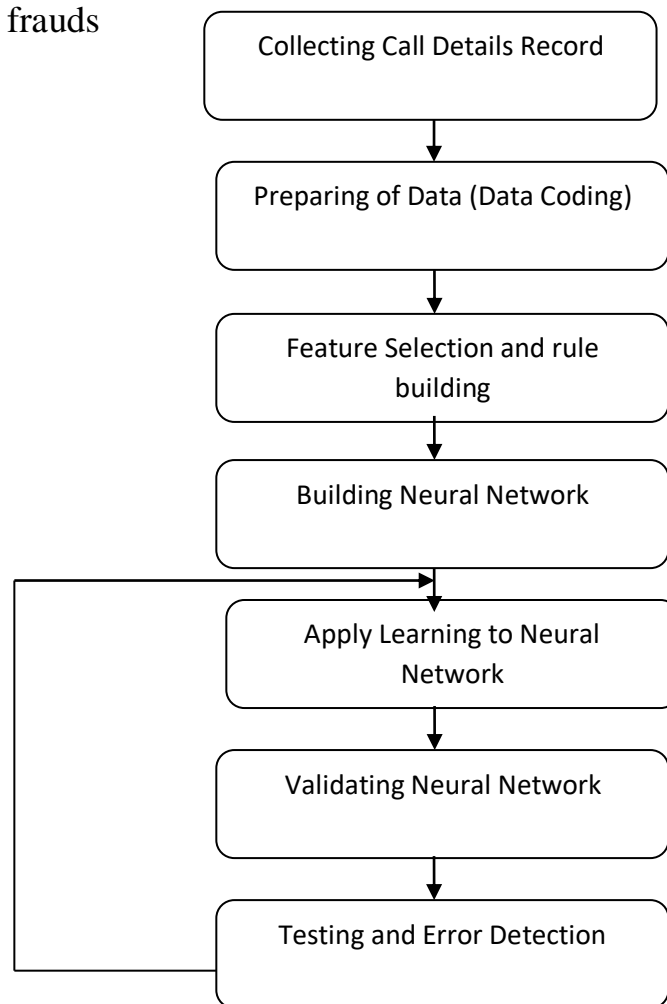 frauds
Collecting Call Details Record
Preparing of Data (Data Coding)
Feature Selection and rule
building
Building Neural Network
Apply Learning to Neural
Network
Validating Neural Network
Testing and Error Detection